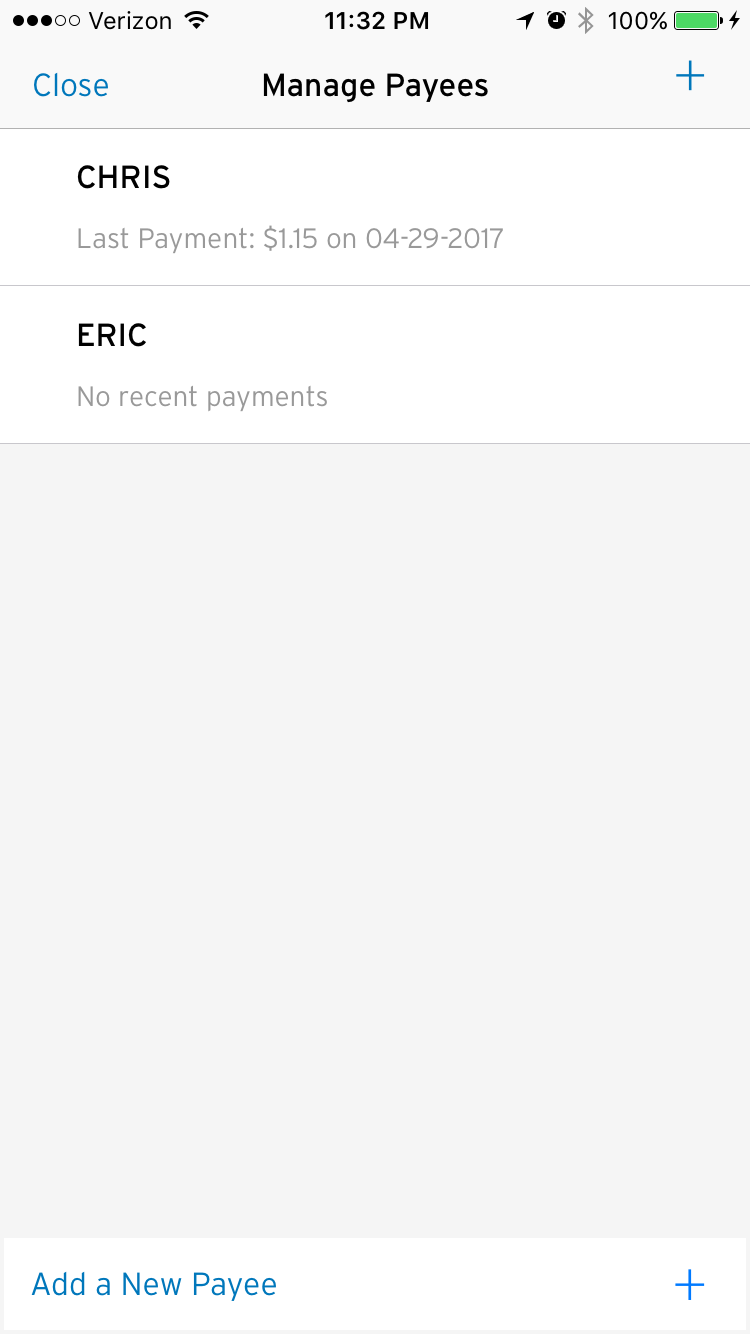 Verizon 11:32 PM 100%
Close Manage Payees +
CHRIS
Last Payment: $1.15 on 04-29-2017
ERIC
No recent payments
Add a New Payee +